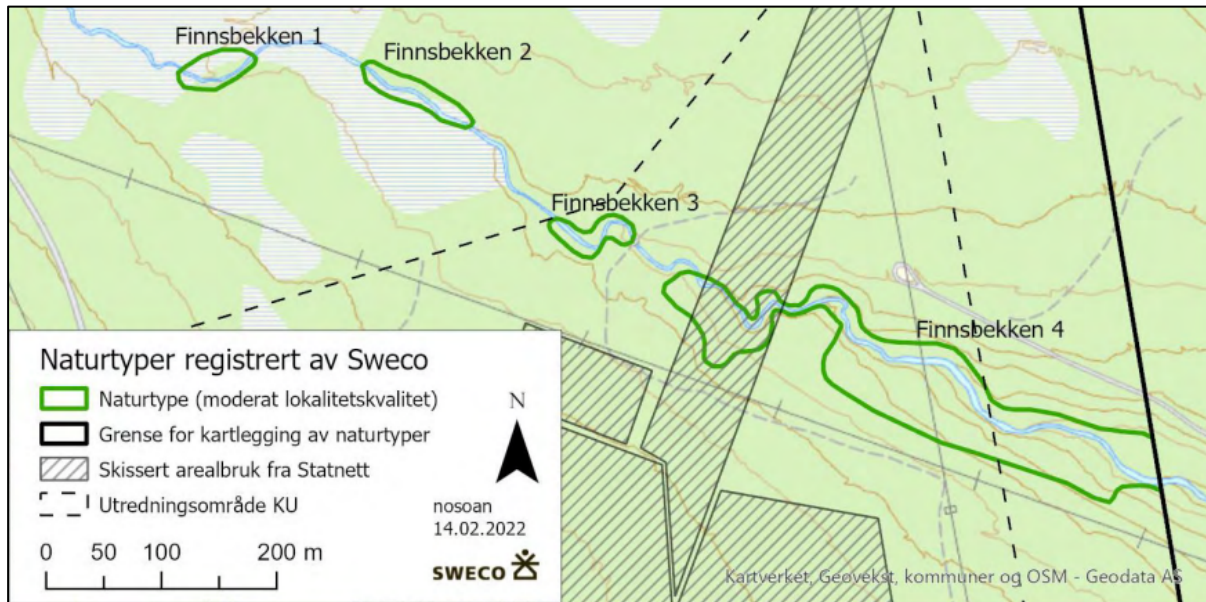 Finnsbekken 1
Finnsbekken 2
Finnsbekken 3
Finnsbekken 4
Naturtyper registrert av Sweco
Naturtype (moderat lokalitetskvalitet)
Grense for kartlegging av naturtyper
Skissert arealbruk fra Statnett
Utredningsområde KU
0 50 100 200 m
N
nosoan
14.02.2022
SWECO
Kartverket, Geovekst, kommuner og OSM - Geodata AS